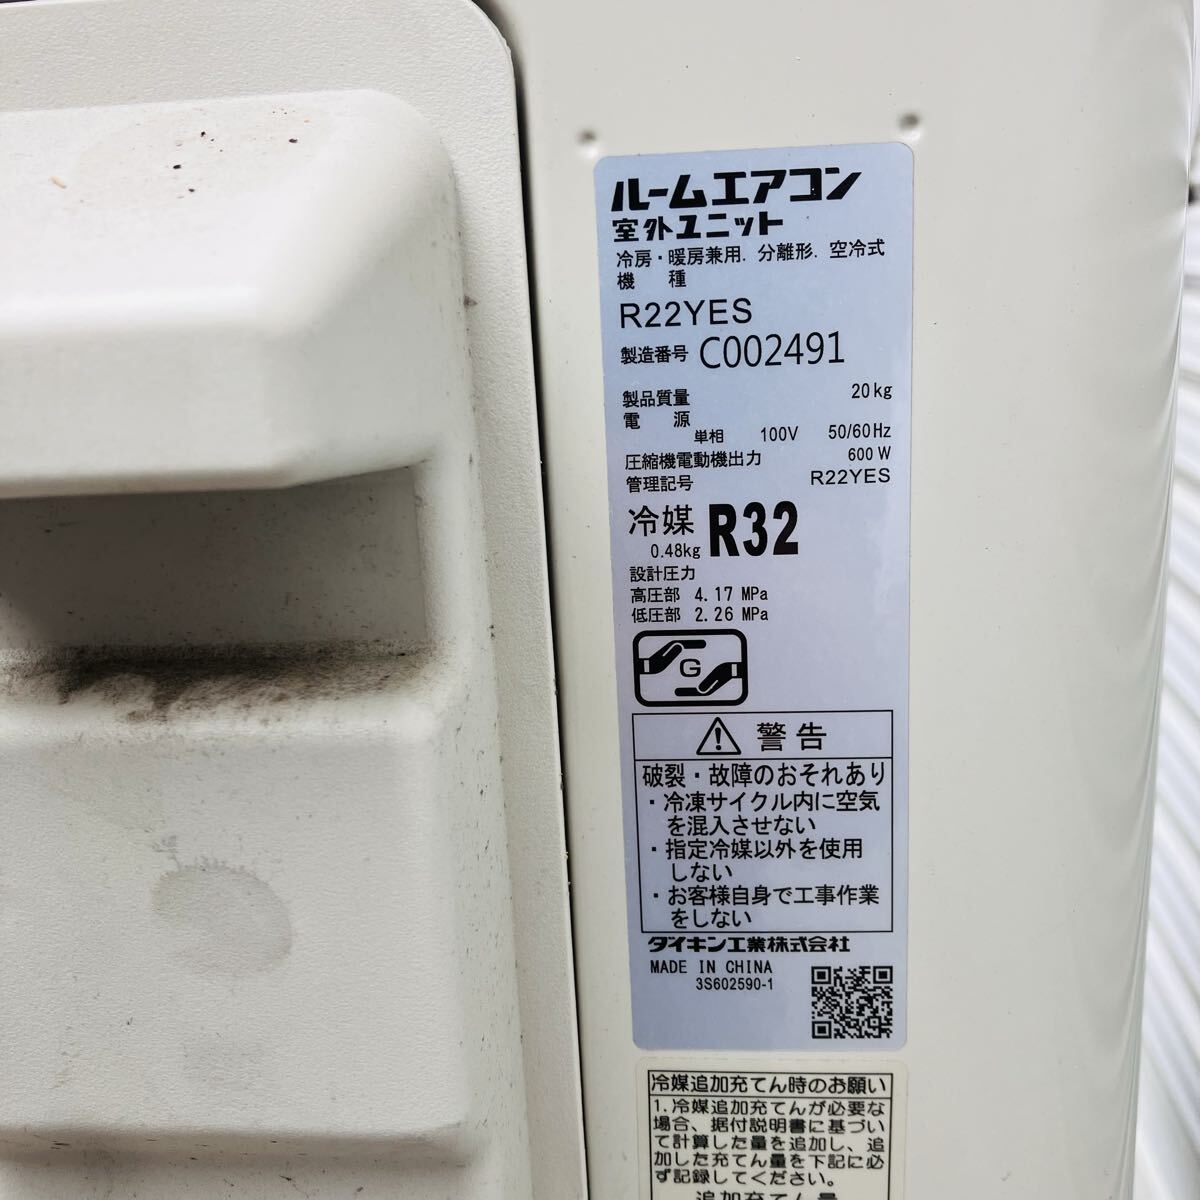 ルームエアコン
室外ユニット
冷房・暖房兼用. 分離形. 空冷式
機 種
R22YES
製造番号 C002491
製品質量 20kg
電 源
単相 100V 50/60Hz
圧縮機電動機出力 600W
管理記号 R22YES
冷媒 R32
0.48kg
設計圧力
高圧部 4.17 MPa
低圧部 2.26 MPa
G
警告
破裂・故障のおそれあり
・冷凍サイクル内に空気
を混入させない
・指定冷媒以外を使用
しない
・お客様自身で工事作業
をしない
ダイキン工業株式会社
MADE IN CHINA
3S602590-1
冷媒追加充てん時のお願い
1.冷媒追加充てんが必要な
場合、据付説明書に基づい
て計算した量を追加し、追
加した充てん量を下記に必
ず記録してください。
追加充てん量